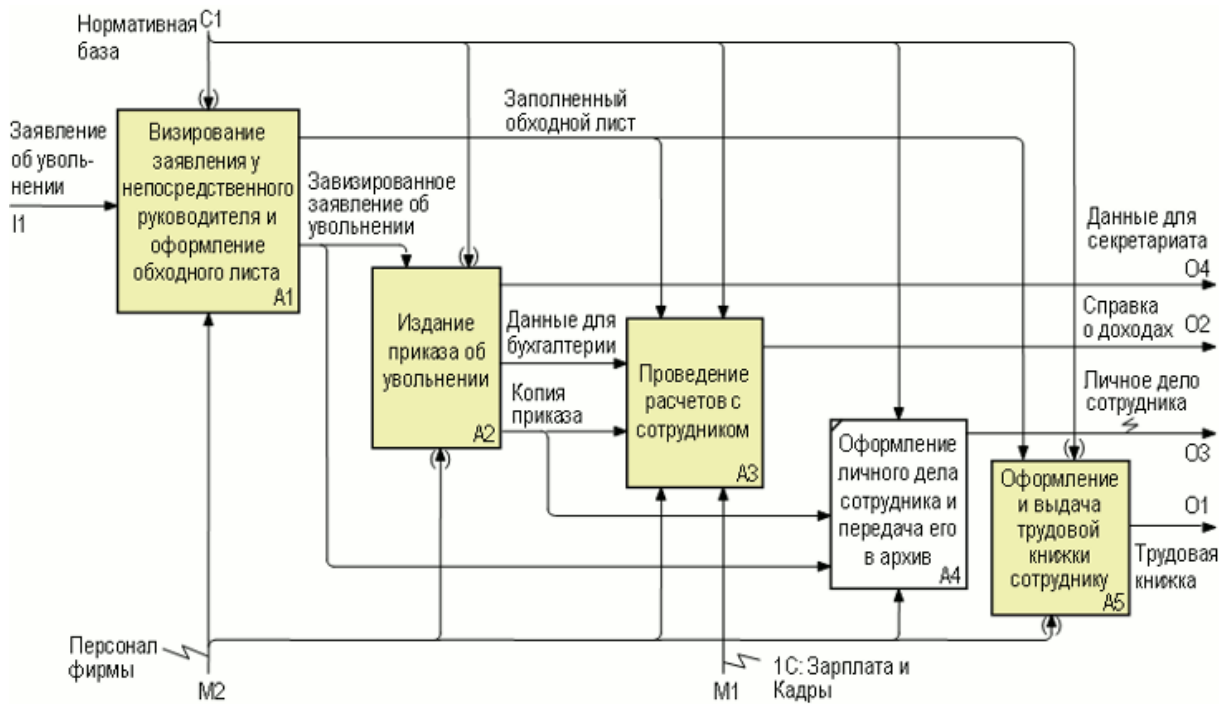 Нормативная
база
C1
Заявление
об уволь-
нении
I1
Визирование
заявления у
непосредственного
руководителя и
оформление
обходного листа
A1
Заполненный
обходной лист
Завизированное
заявление об
увольнении
Издание
приказа об
увольнении
A2
Данные для
бухгалтерии
Копия
приказа
Проведение
расчетов с
сотрудником
A3
Оформление
личного дела
сотрудника и
передача его
в архив
A4
Оформление
и выдача
трудовой
книжки
сотруднику
A5
Данные для
секретариата
O4
Справка
о доходах
O2
Личное дело
сотрудника
O3
O1
Трудовая
книжка
Персонал
фирмы
M2
M1
1С: Зарплата и
Кадры